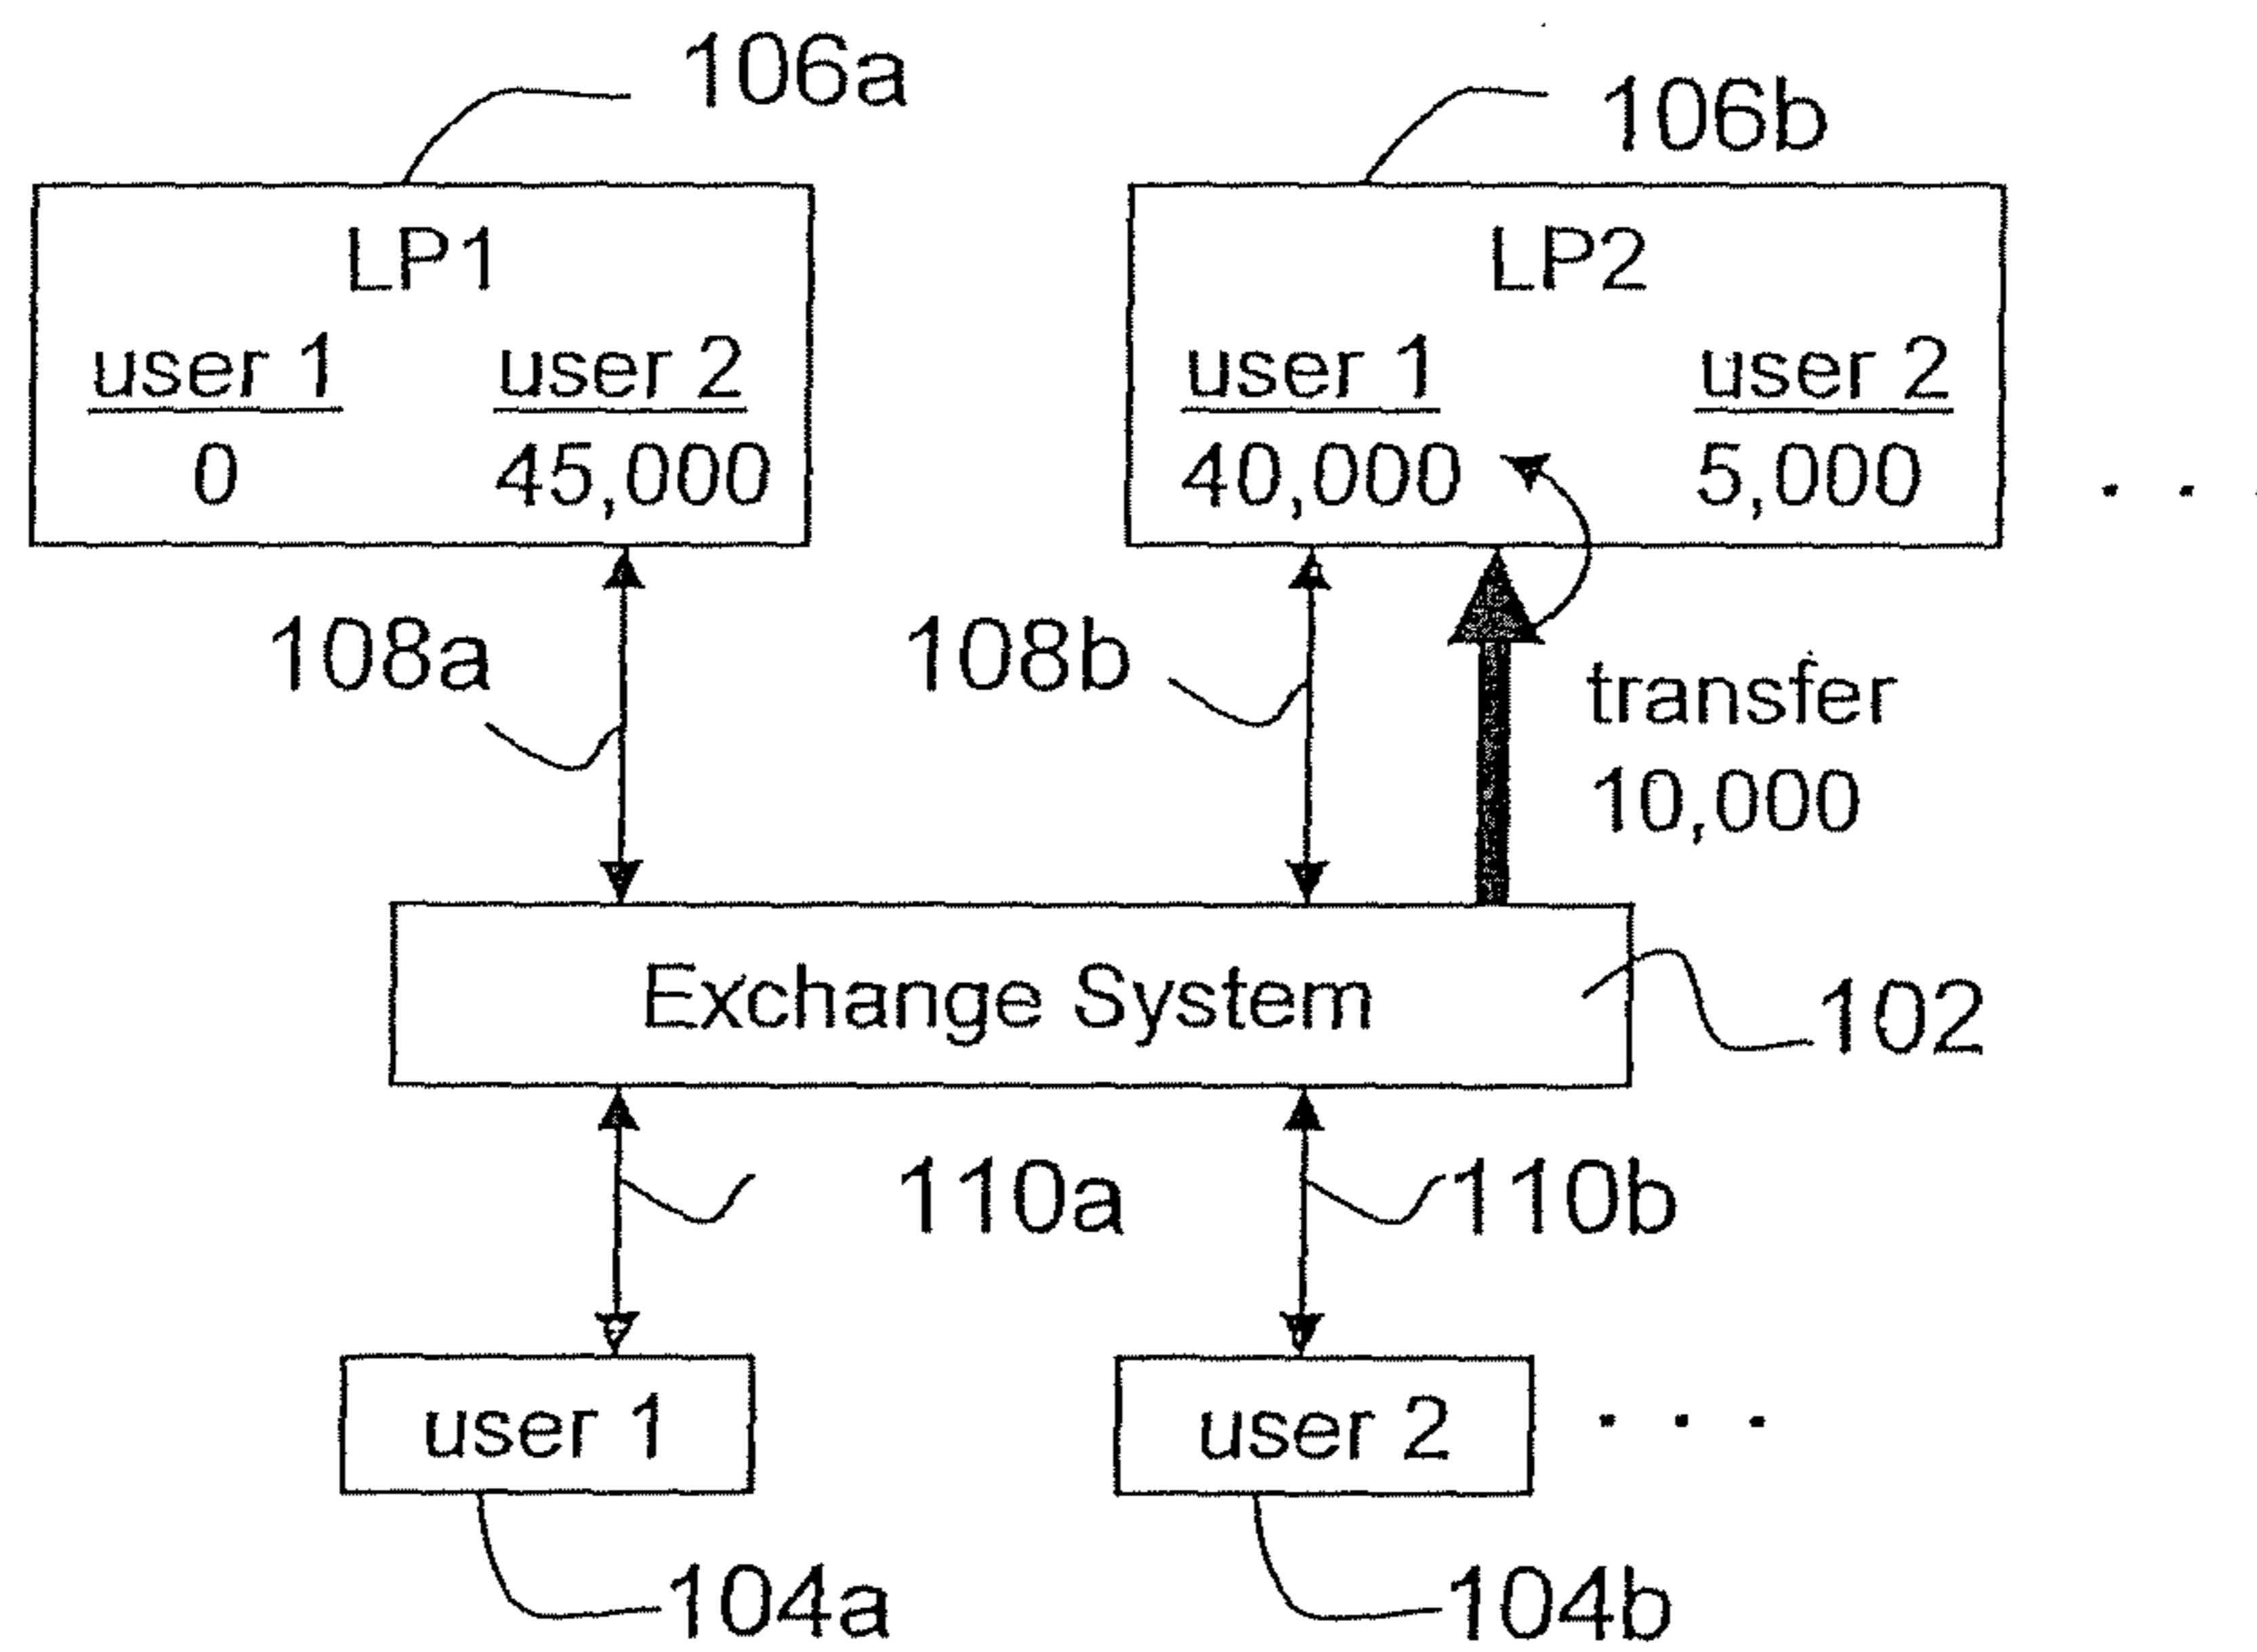 106a
106b
LP1
LP2
user 1 user 2
user 1 user 2
0 45,000
40,000 5,000
. . .
108a
108b
transfer
10,000
Exchange System
102
110a
110b
user 1
user 2
. . .
104a
104b